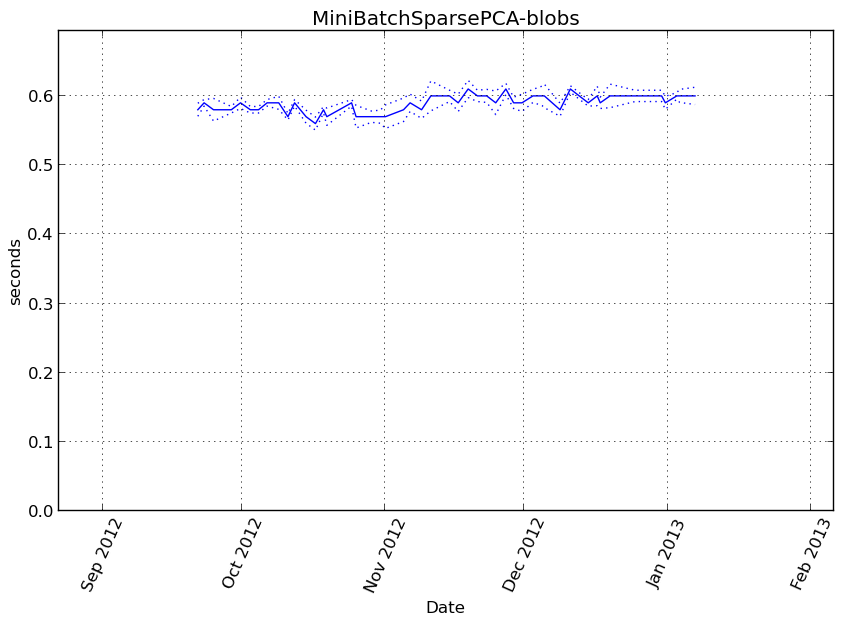 MiniBatchSparsePCA-blobs
0.6
0.5
0.4
0.3
0.2
0.1
0.0
seconds
Sep 2012
Oct 2012
Nov 2012
Dec 2012
Jan 2013
Feb 2013
Date